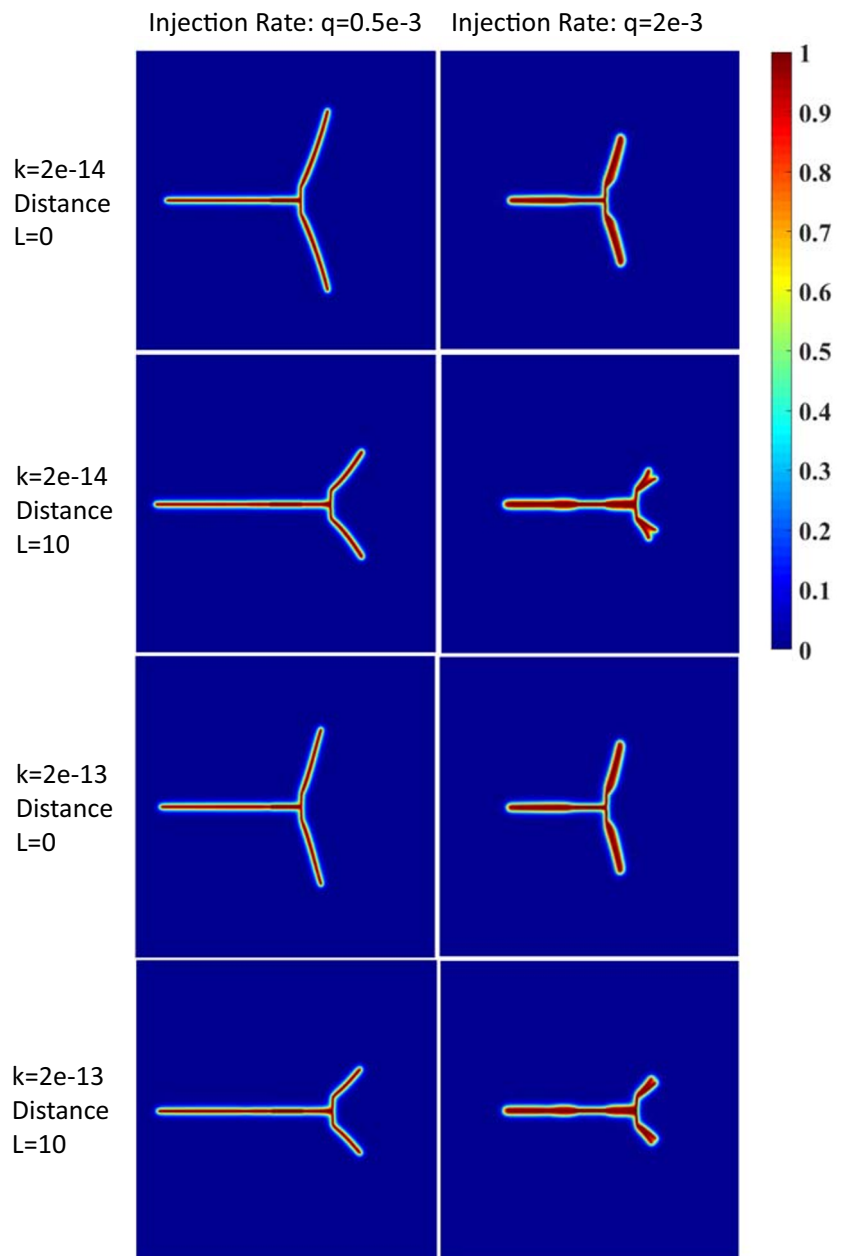 Injection Rate: q=0.5e-3
Injection Rate: q=2e-3
k=2e-14
Distance
L=0
k=2e-14
Distance
L=10
k=2e-13
Distance
L=0
k=2e-13
Distance
L=10
1
0.9
0.8
0.7
0.6
0.5
0.4
0.3
0.2
0.1
0